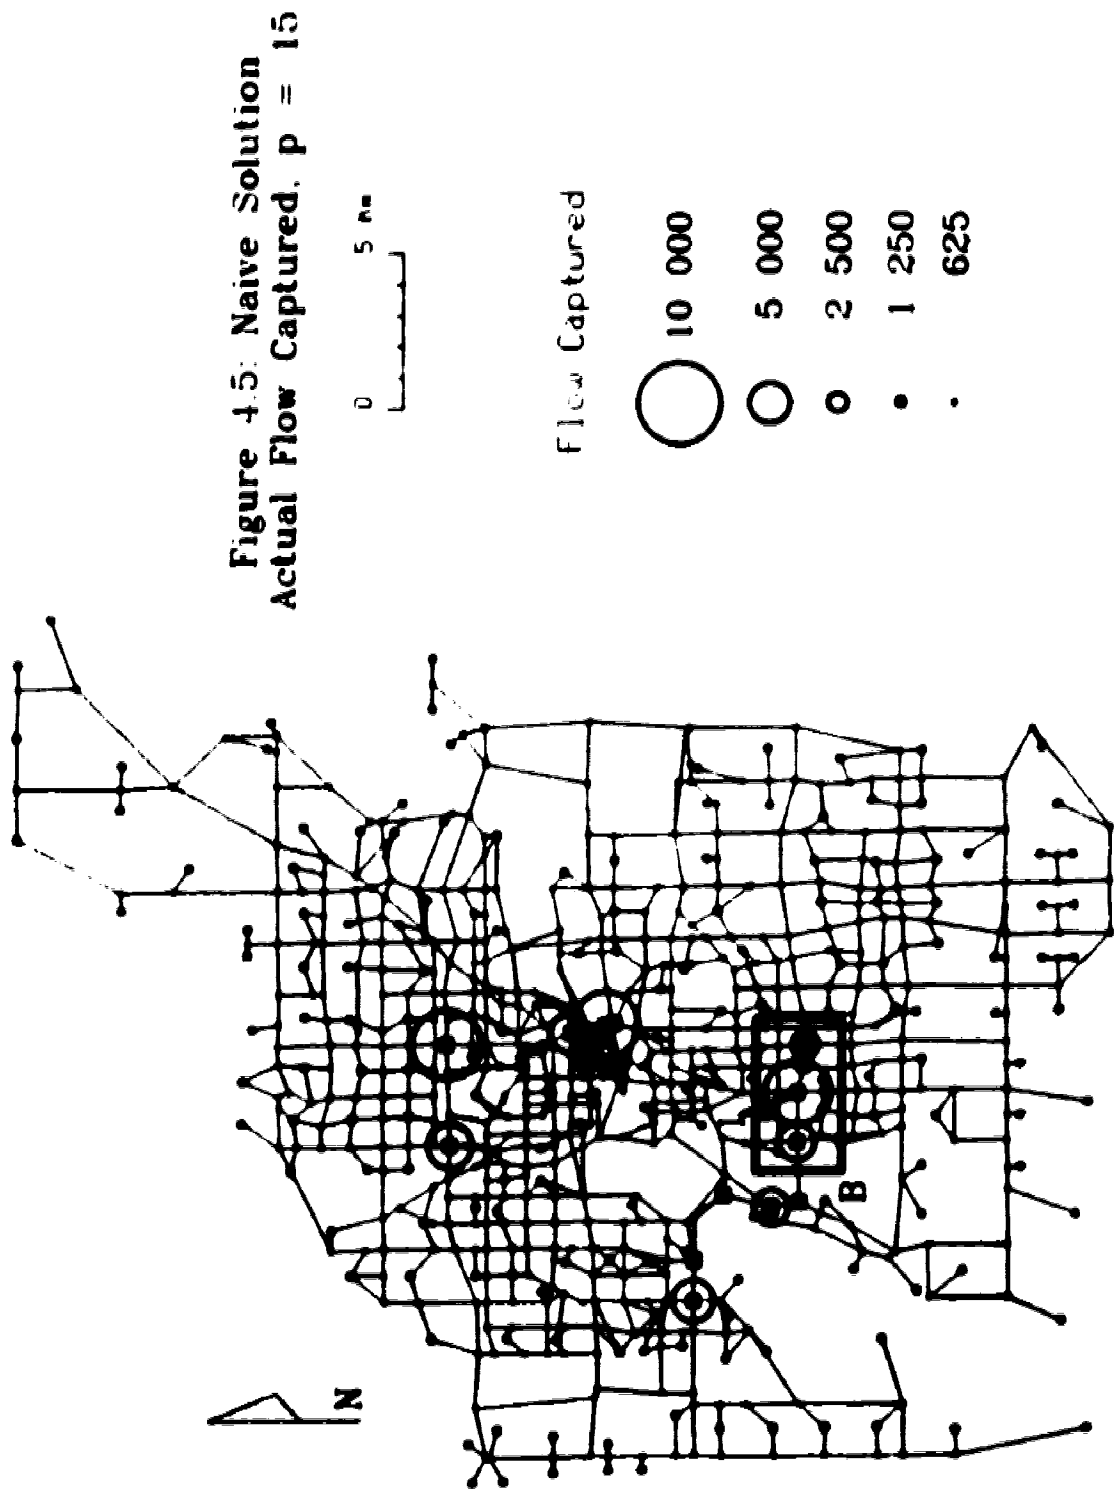 Figure 4.5: Naive Solution
Actual Flow Captured, p = 15
0 5 km
Flow Captured
10 000
5 000
2 500
1 250
625
N
B